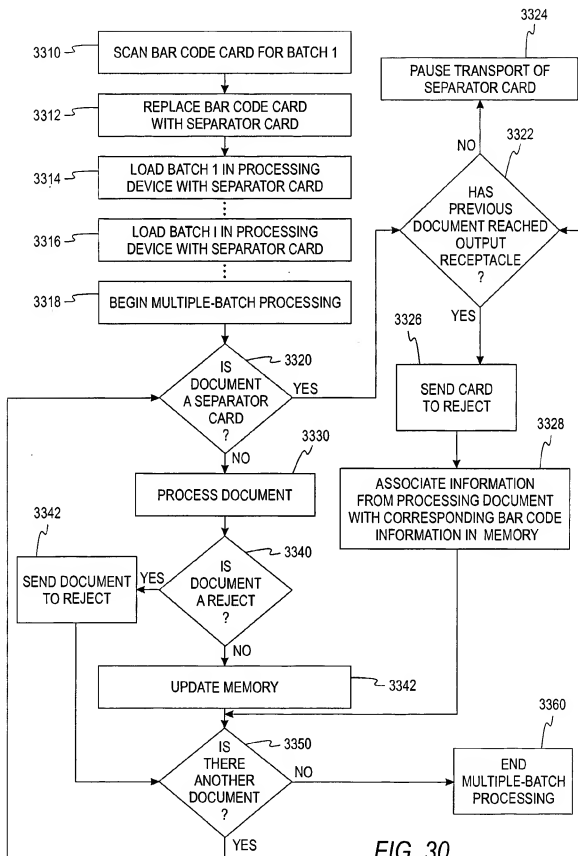 3310
SCAN BAR CODE CARD FOR BATCH 1
3312
REPLACE BAR CODE CARD
WITH SEPARATOR CARD
3314
LOAD BATCH 1 IN PROCESSING
DEVICE WITH SEPARATOR CARD
3316
LOAD BATCH I IN PROCESSING
DEVICE WITH SEPARATOR CARD
3318
BEGIN MULTIPLE-BATCH PROCESSING
3320
IS
DOCUMENT
A SEPARATOR
CARD
?
YES
NO
3324
PAUSE TRANSPORT OF
SEPARATOR CARD
NO
3322
HAS
PREVIOUS
DOCUMENT REACHED
OUTPUT
RECEPTACLE
?
YES
3326
SEND CARD
TO REJECT
3328
ASSOCIATE INFORMATION
FROM PROCESSING DOCUMENT
WITH CORRESPONDING BAR CODE
INFORMATION IN MEMORY
3330
PROCESS DOCUMENT
3340
IS
DOCUMENT
A REJECT
?
YES
3342
SEND DOCUMENT
TO REJECT
NO
UPDATE MEMORY
3342
3350
IS
THERE
ANOTHER
DOCUMENT
?
NO
3360
END
MULTIPLE-BATCH
PROCESSING
YES
FIG. 30